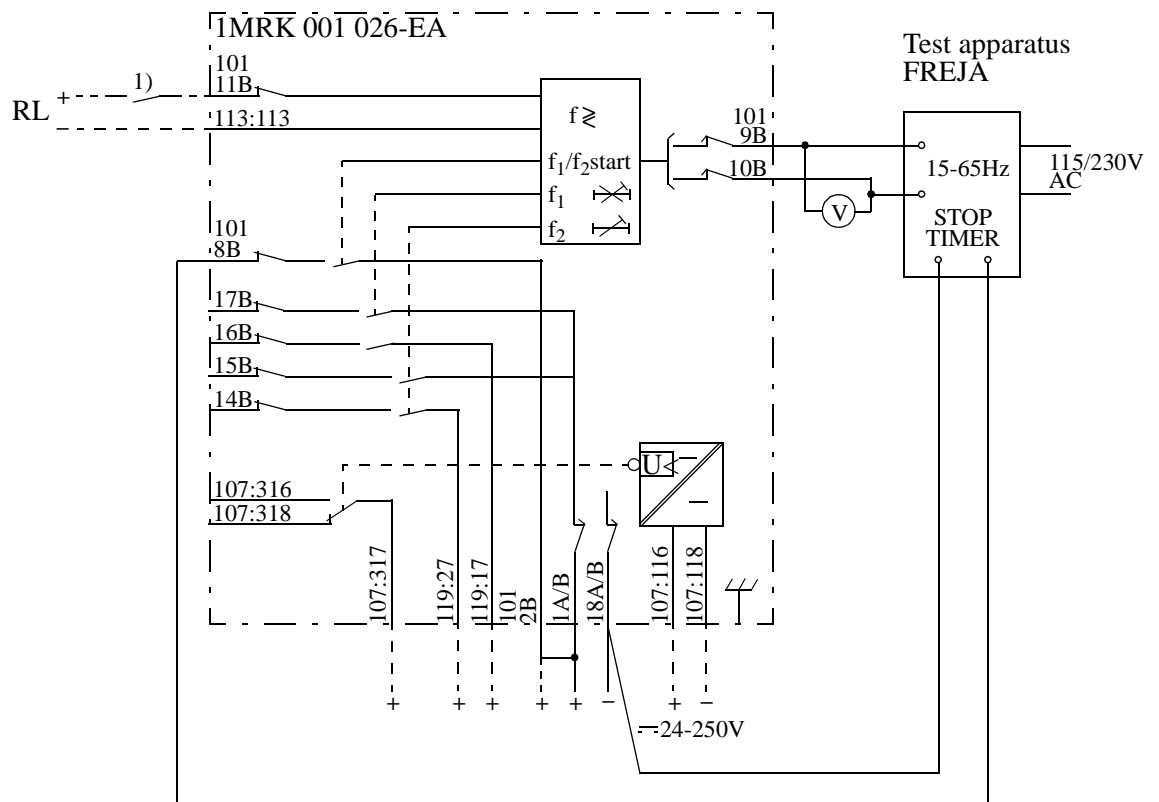 1MRK 001 026-EA
Test apparatus
FREJA
101
11B
1)
+
RL
−
113:113
f ≷
f1/f2start
f1
f2
101
9B
10B
V
15-65Hz
115/230V
AC
STOP
TIMER
101
8B
17B
16B
15B
14B
U<
107:316
107:318
107:317
119:27
119:17
101
2B
1A/B
18A/B
107:116
107:118
+ + + + + − + −
24-250V